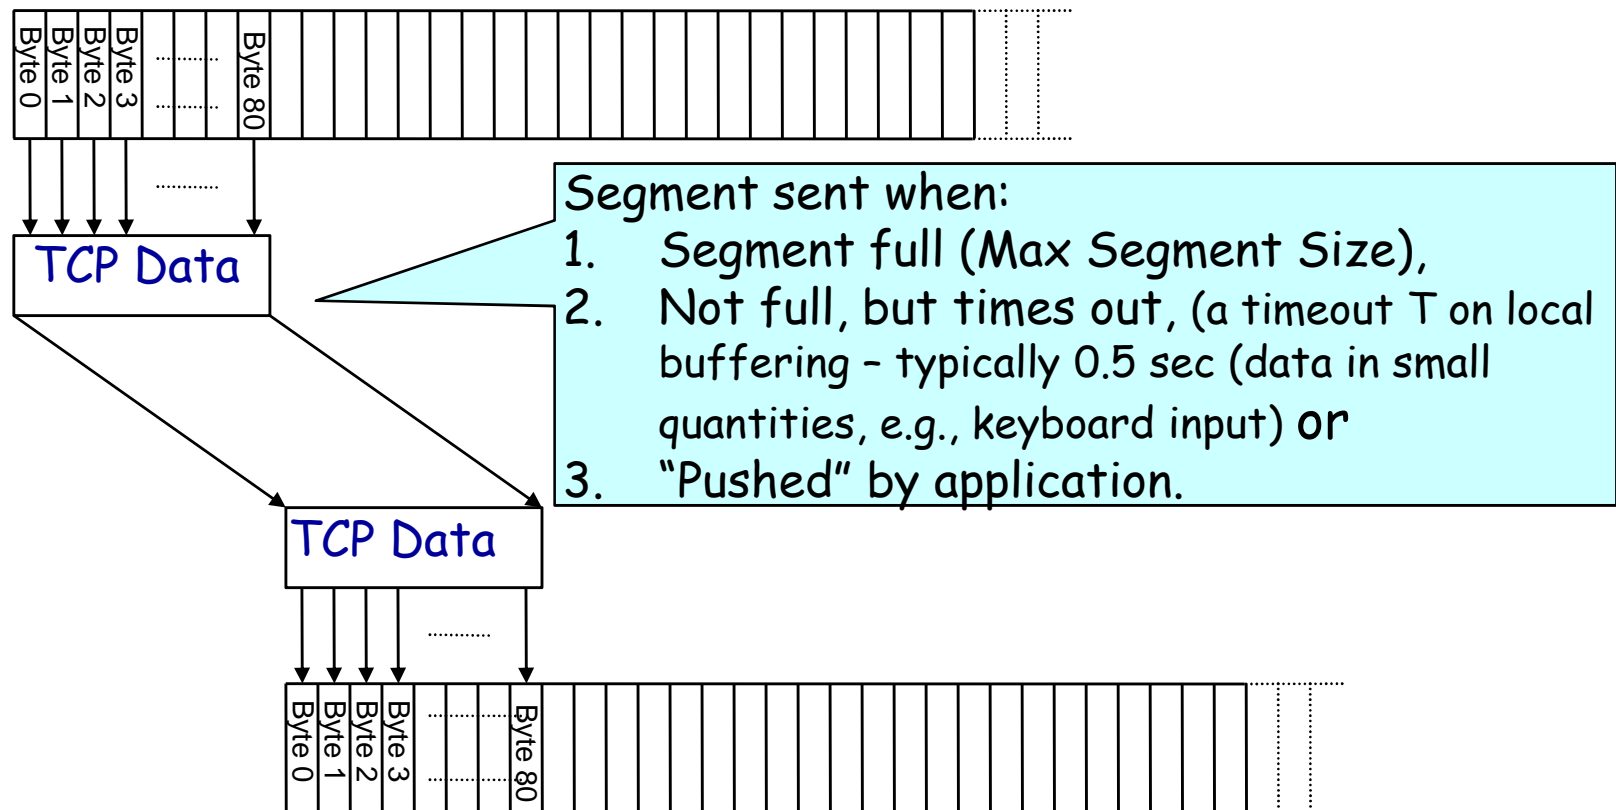 Byte 0
Byte 1
Byte 2
Byte 3
Byte 80
TCP Data
Segment sent when:
1. Segment full (Max Segment Size),
2. Not full, but times out, (a timeout T on local
buffering – typically 0.5 sec (data in small
quantities, e.g., keyboard input) or
3. “Pushed” by application.
TCP Data
Byte 0
Byte 1
Byte 2
Byte 3
Byte 80